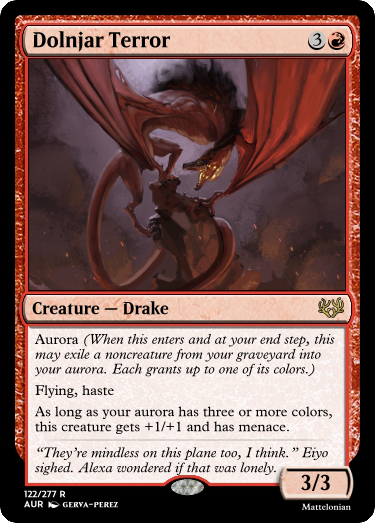 Dolnjar Terror 3
Creature — Drake
Aurora (When this enters and at your end step, this
may exile a noncreature from your graveyard into
your aurora. Each grants up to one of its colors.)
Flying, haste
As long as your aurora has three or more colors,
this creature gets +1/+1 and has menace.
“They’re mindless on this plane too, I think.” Eiyo
sighed. Alexa wondered if that was lonely.
3/3
122/277 R
AUR GERVA-PEREZ
Mattelonian